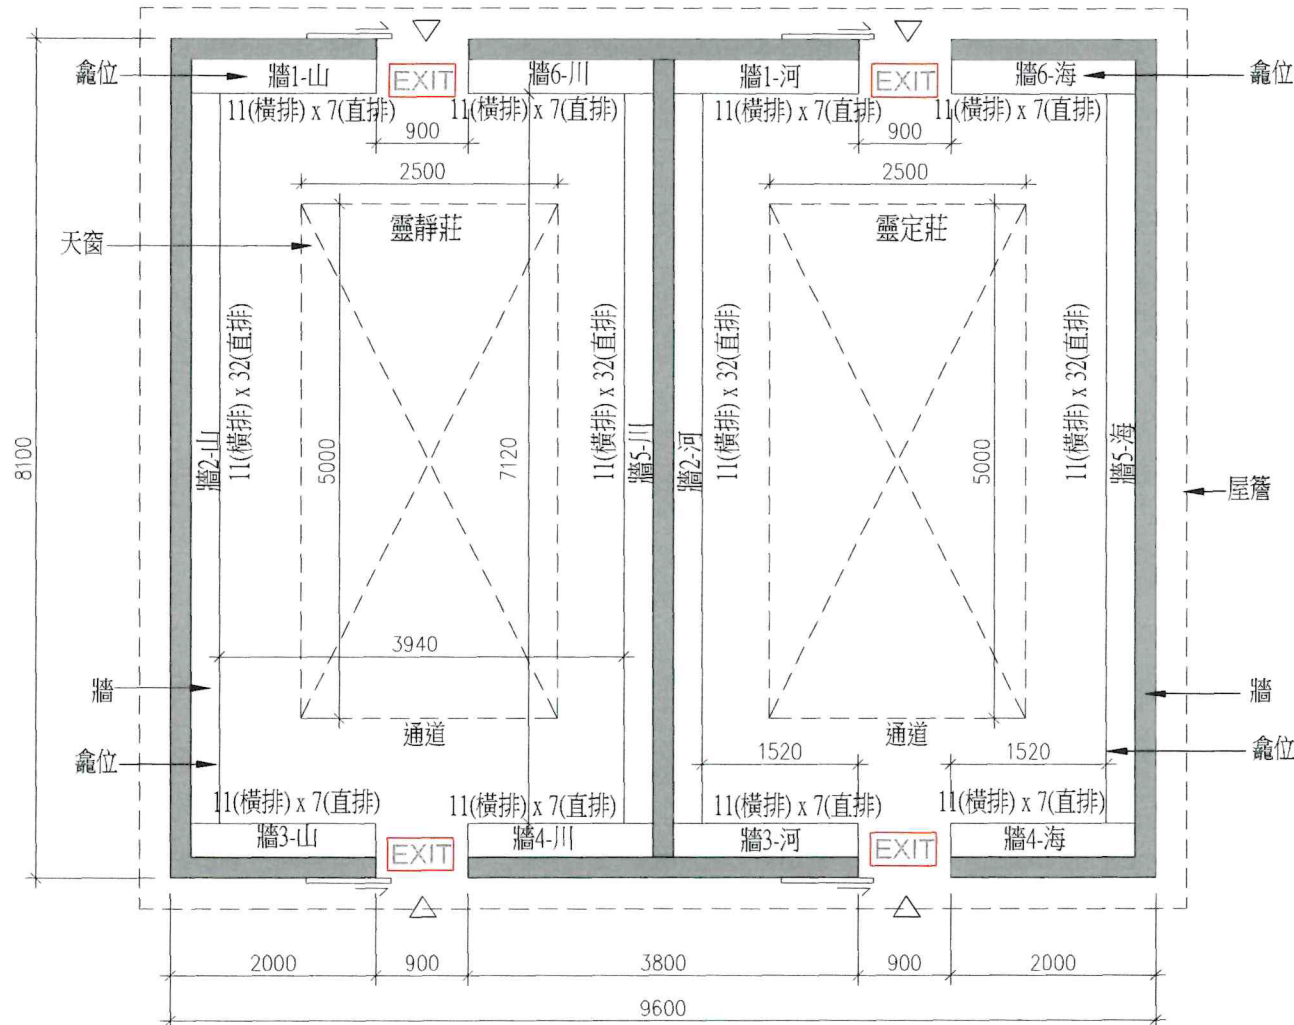 龕位
牆1-山
EXIT
牆6-川
牆1-河
EXIT
牆6-海
龕位
11(橫排) x 7(直排)
11(橫排) x 7(直排)
11(橫排) x 7(直排)
11(橫排) x 7(直排)
900
900
2500
2500
天窗
靈靜莊
靈定莊
8100
牆2-山
11(橫排) x 32(直排)
5000
7120
11(橫排) x 32(直排)
牆5-川
牆2-河
11(橫排) x 32(直排)
5000
11(橫排) x 32(直排)
牆5-海
屋簷
3940
牆
牆
通道
通道
龕位
1520
1520
龕位
11(橫排) x 7(直排)
11(橫排) x 7(直排)
11(橫排) x 7(直排)
11(橫排) x 7(直排)
牆3-山
EXIT
牆4-川
牆3-河
EXIT
牆4-海
2000
900
3800
900
2000
9600